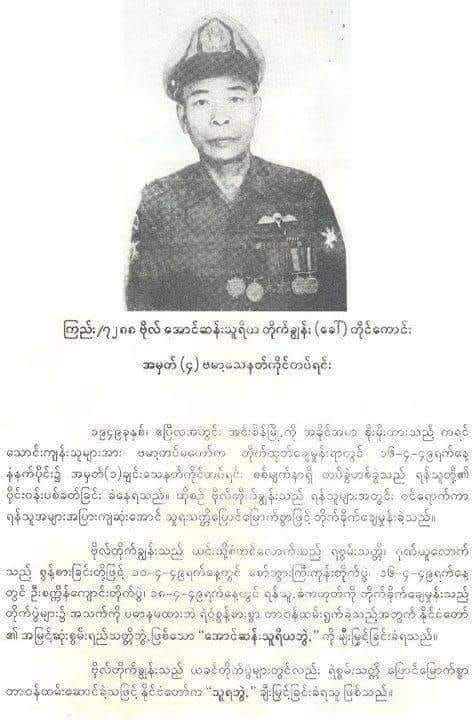 ကြည်း/၇၂၈၈ ဗိုလ် အောင်ဆန်းသူရိယ တိုက်ချွန်း (ခေါ်) တိုင်ကောင်း
အမှတ် (၄) ဗမာ့သေနတ်ကိုင်တပ်ရင်း
၁၉၄၉ခုနှစ်၊ ဧပြီလအတွင်း အင်းစိန်မြို့ကို အခိုင်အမာ စိုးမိုးထားသည့် ကရင်
သောင်းကျန်းသူများအား ဗမာ့တပ်မတော်က တိုက်ထုတ်ချေမှုန်းရာတွင် ၁၆-၄-၄၉ရက်နေ့
နံနက်ပိုင်း၌ အမှတ်(၁)ချင်းသေနတ်ကိုင်တပ်ရင်း စစ်မျက်နှာရှိ တပ်ခွဲတစ်ခွဲသည် ရန်သူတို့၏
ဝိုင်းဝန်းပစ်ခတ်ခြင်း ခံနေရသည်။ ထိုစဉ် ဗိုလ်တိုက်ချွန်းသည် ရန်သူများအတွင်း ဝင်ရောက်ကာ
ရန်သူအများအပြားကျဆုံးအောင် သူရသတ္တိပြောင်မြောက်စွာဖြင့် တိုက်ခိုက်ချေမှုန်းခဲ့သည်။
ဗိုလ်တိုက်ချွန်းသည် ယင်းသို့စံတင်လောက်သည့် ရဲစွမ်းသတ္တိ၊ ဂုဏ်ယူလောက်
သည့် စွန့်စားခြင်းတို့ဖြင့် ၁၀-၄-၄၉ရက်နေ့တွင် စော်ဘွားကြီးကုန်းတိုက်ပွဲ၊ ၁၆-၄-၄၉ရက်နေ့
တွင် ဦးစက္ကိန်ကျောင်းတိုက်ပွဲ၊ ၁၈-၄-၄၉ရက်နေ့တွင် ရန်သူ့ခံကတုတ်ကို တိုက်ခိုက်ချေမှုန်းသည့်
တိုက်ပွဲများ၌ အသက်ကို ပဓာနမထားဘဲ ရဲဝံ့စွန့်စားစွာ တာဝန်ထမ်းရွက်ခဲ့သည့်အတွက် နိုင်ငံတော်
၏ အမြင့်ဆုံးစွမ်းရည်သတ္တိဘွဲ့ဖြစ်သော "အောင်ဆန်းသူရိယဘွဲ့" ကို ချီးမြှင့်ခြင်းခံရသည်။
ဗိုလ်တိုက်ချွန်းသည် ယခင်တိုက်ပွဲများတွင်လည်း ရဲစွမ်းသတ္တိ ပြောင်မြောက်စွာ
တာဝန်ထမ်းဆောင်ခဲ့သဖြင့် နိုင်ငံတော်က "သူရဘွဲ့" ချီးမြှင့်ခြင်းခံရသူ ဖြစ်သည်။